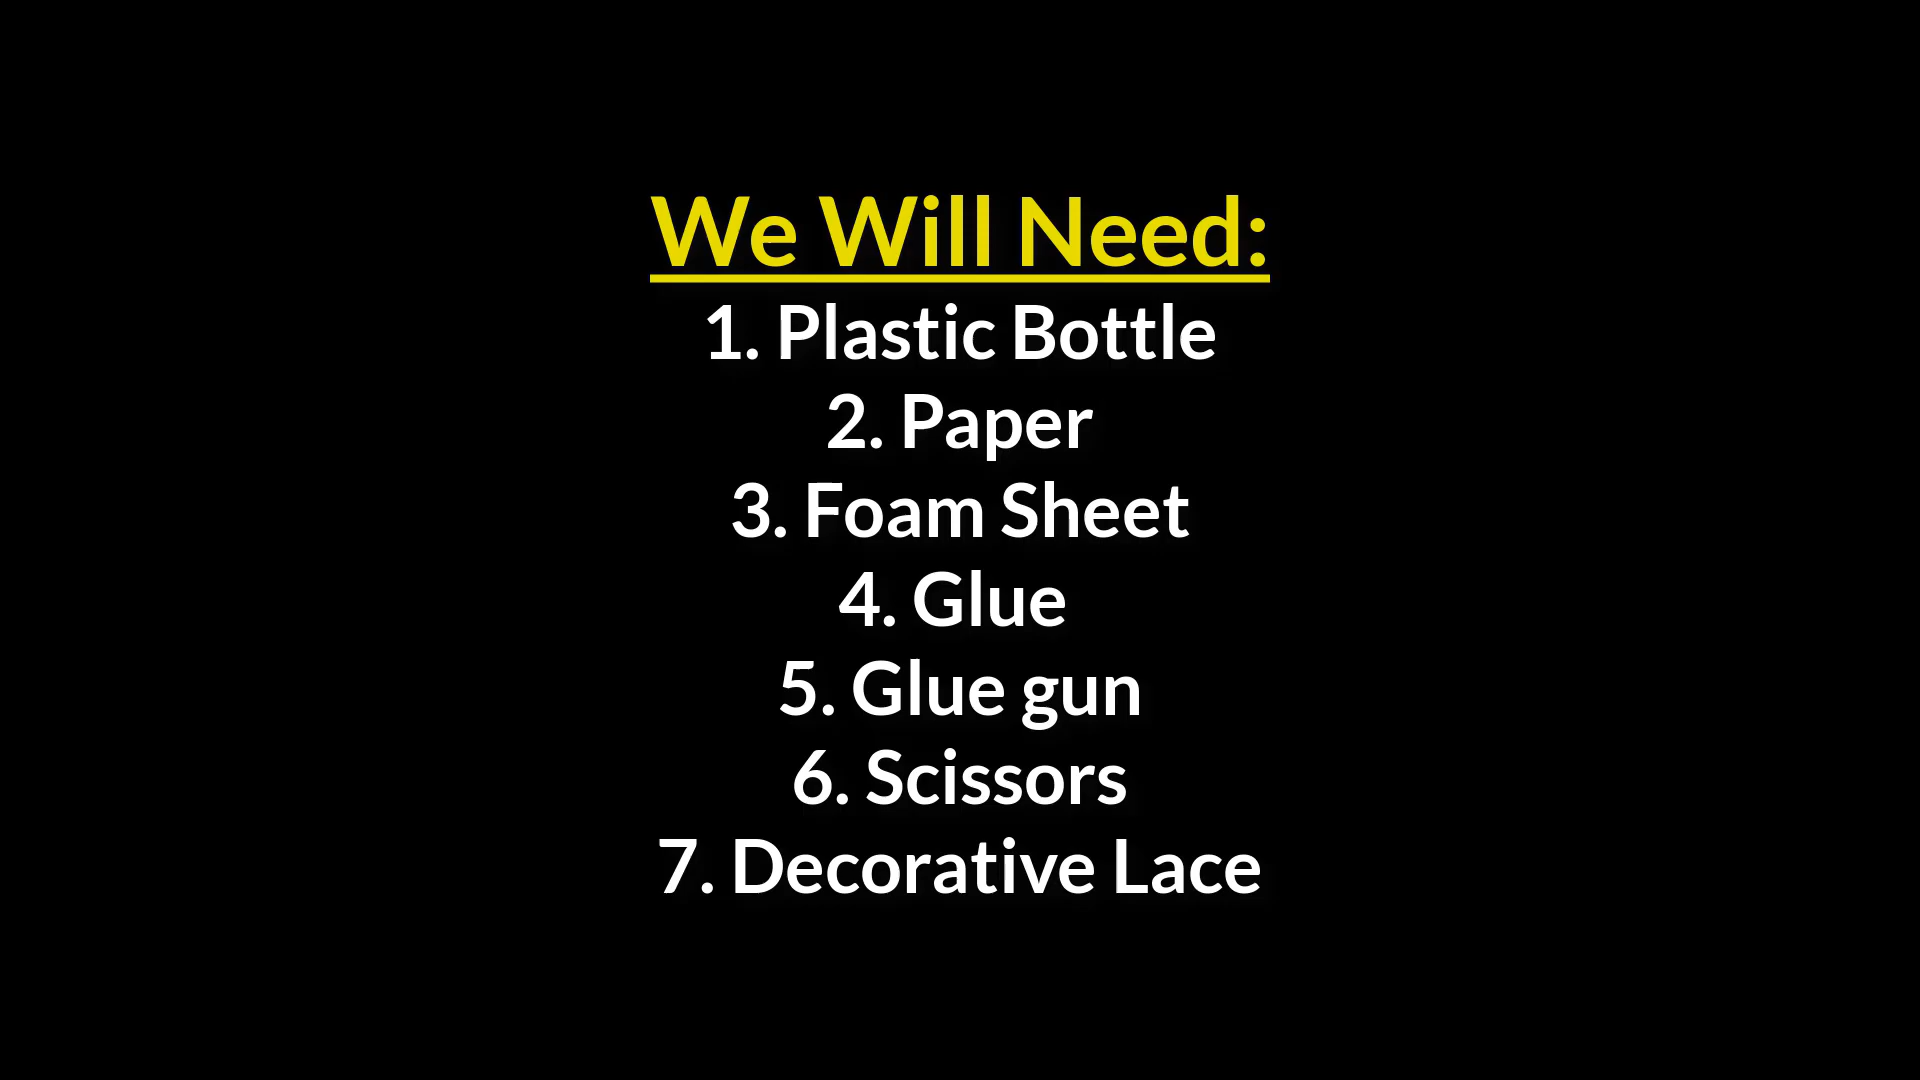 We Will Need:
1. Plastic Bottle
2. Paper
3. Foam Sheet
4. Glue
5. Glue gun
6. Scissors
7. Decorative Lace